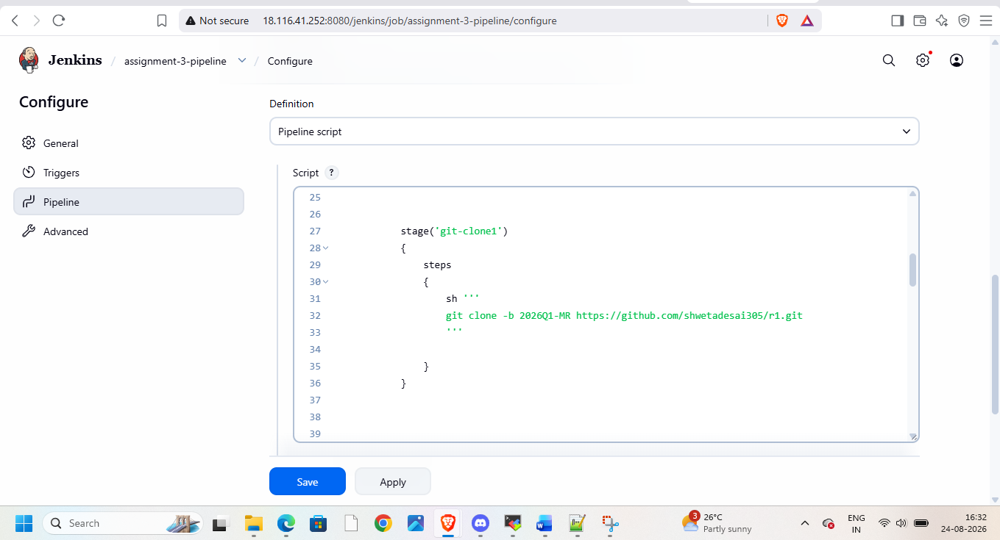 Not secure 18.116.41.252:8080/jenkins/job/assignment-3-pipeline/configure
Jenkins / assignment-3-pipeline / Configure
Configure
General
Triggers
Pipeline
Advanced
Definition
Pipeline script
Script ?
25
26
27 stage('git-clone1')
28 {
29 steps
30 {
31 sh '''
32 git clone -b 2026Q1-MR https://github.com/shwetadesai305/r1.git
33 '''
34
35 }
36 }
37
38
39
Save Apply
Search
3
26°C
Partly sunny
ENG
IN
16:32
24-08-2026